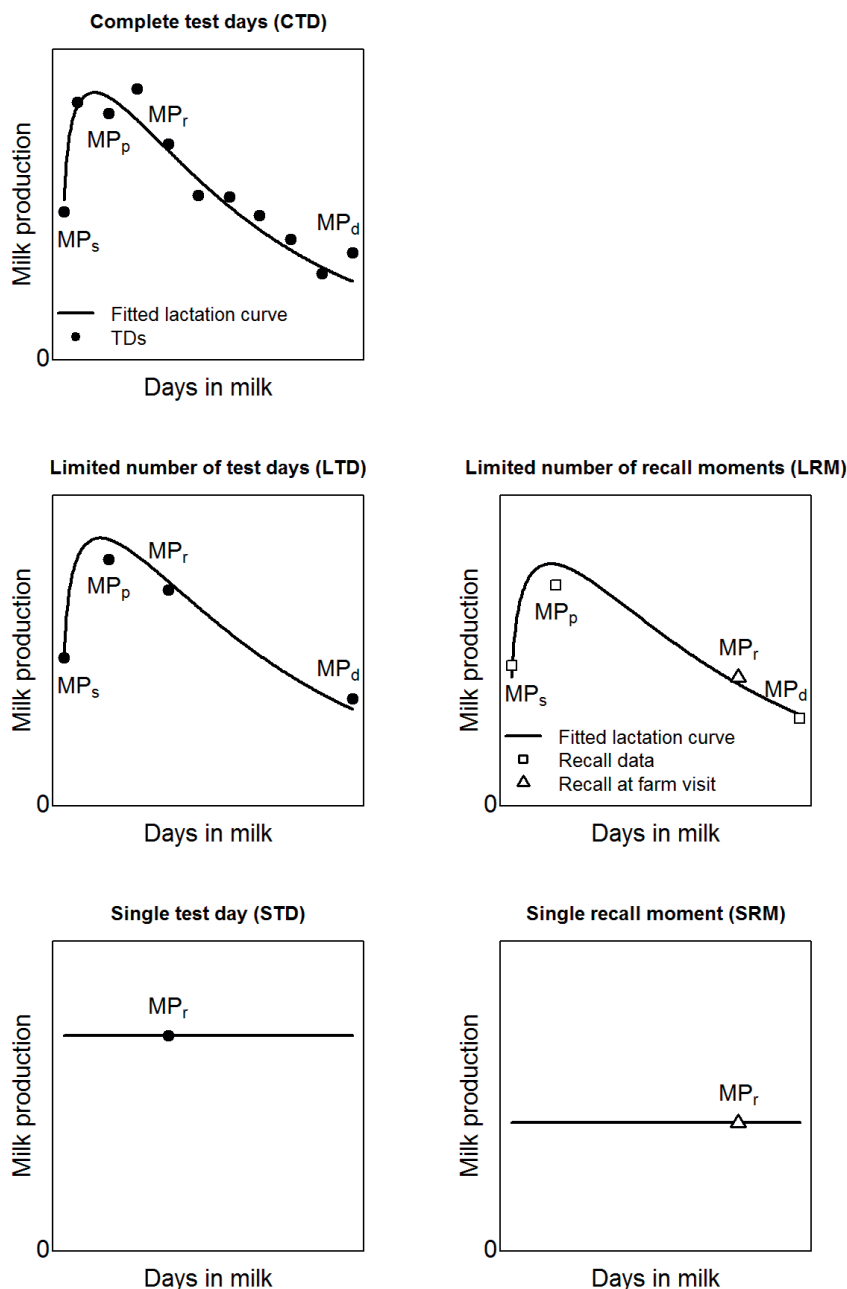 Complete test days (CTD)
Milk production
MPr
MPp
MPd
MPs
Fitted lactation curve
TDs
0
Days in milk
Limited number of test days (LTD)
Milk production
MPr
MPp
MPd
MPs
0
Days in milk
Limited number of recall moments (LRM)
Milk production
MPp
MPr
MPs
MPd
Fitted lactation curve
Recall data
Recall at farm visit
0
Days in milk
Single test day (STD)
Milk production
MPr
0
Days in milk
Single recall moment (SRM)
Milk production
MPr
0
Days in milk